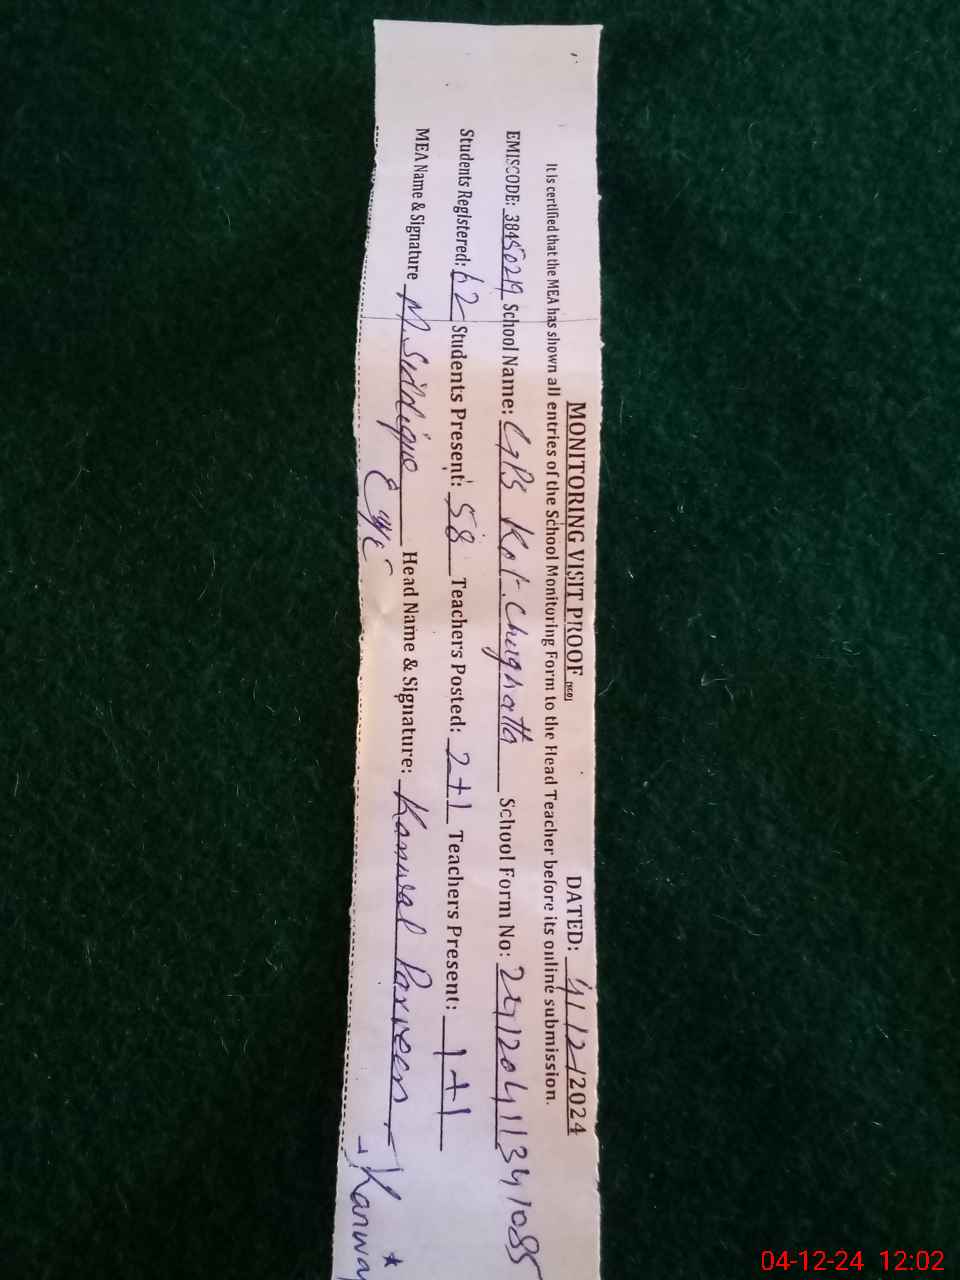 MONITORING VISIT PROOF (SCD) DATED: 4/12/2024
It is certified that the MEA has shown all entries of the School Monitoring Form to the Head Teacher before its online submission.
EMISCODE: 38450219 School Name: GPS Kot Chughatta School Form No: 24120411341085
Students Registered: 62 Students Present: 58 Teachers Posted: 2+1 Teachers Present: 1+1
MEA Name & Signature M. Siddique Head Name & Signature: Kanwal Parveen
04-12-24 12:02